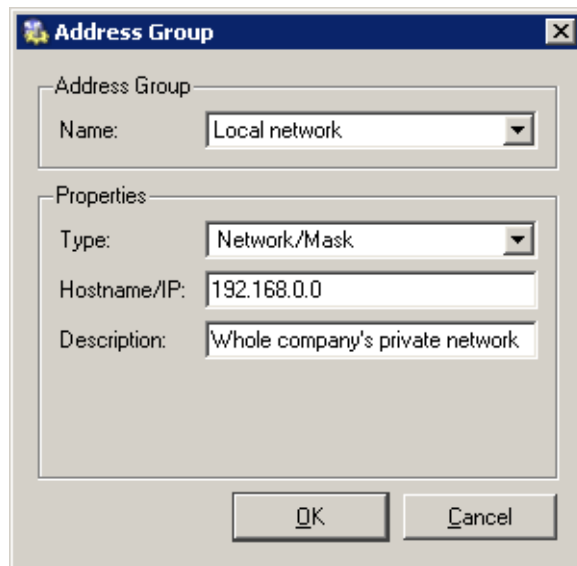 Address Group
Address Group
Name: Local network
Properties
Type: Network/Mask
Hostname/IP: 192.168.0.0
Description: Whole company's private network
OK Cancel